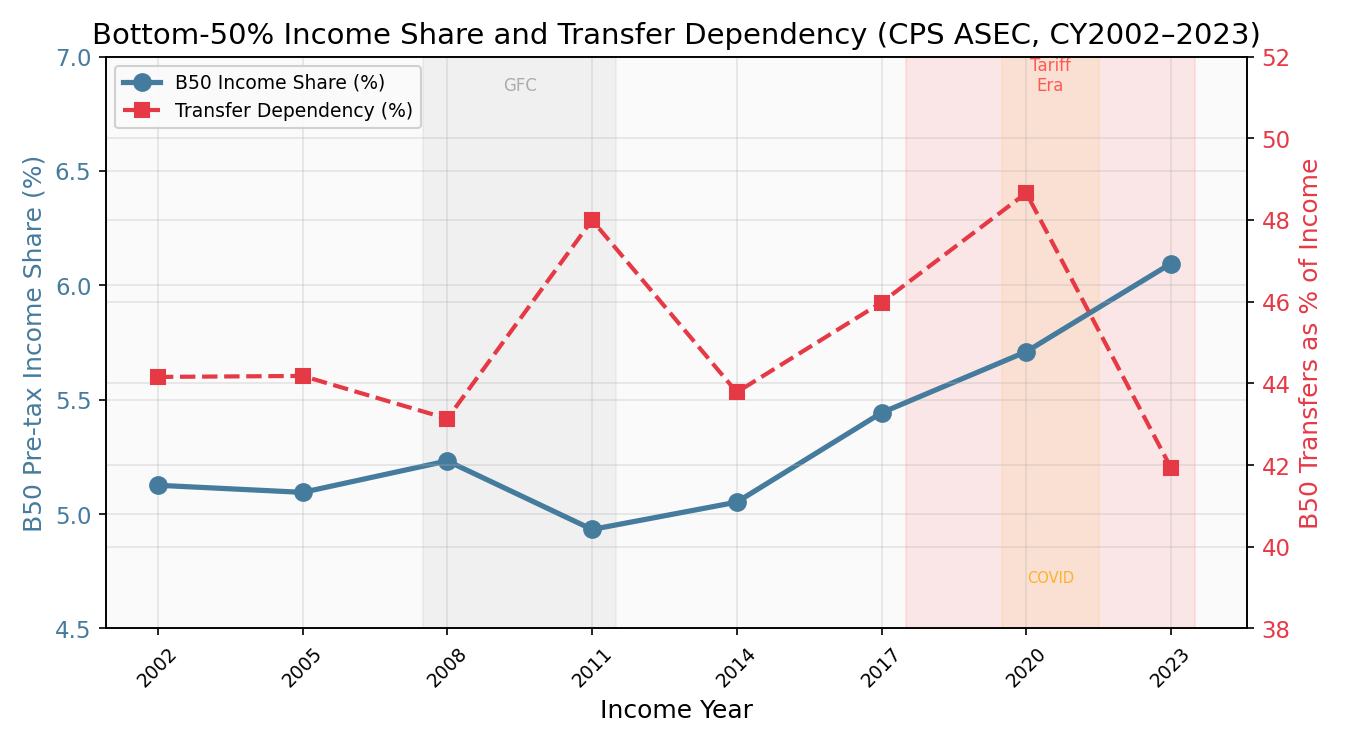 Bottom-50% Income Share and Transfer Dependency (CPS ASEC, CY2002–2023)
B50 Income Share (%)
Transfer Dependency (%)
GFC
Tariff
Era
COVID
B50 Pre-tax Income Share (%)
7.0
6.5
6.0
5.5
5.0
4.5
52
50
48
46
44
42
40
38
B50 Transfers as % of Income
2002
2005
2008
2011
2014
2017
2020
2023
Income Year